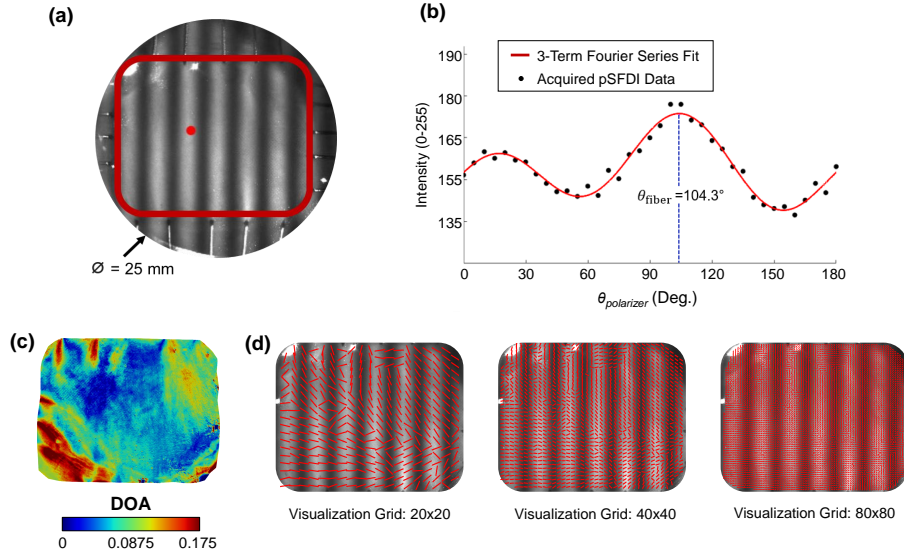 (a)
Ø = 25 mm
(b)
190
180
165
155
135
Intensity (0-255)
3-Term Fourier Series Fit
Acquired pSFDI Data
θfiber=104.3°
0
30
60
90
120
150
180
θpolarizer (Deg.)
(c)
DOA
0
0.0875
0.175
(d)
Visualization Grid: 20x20
Visualization Grid: 40x40
Visualization Grid: 80x80